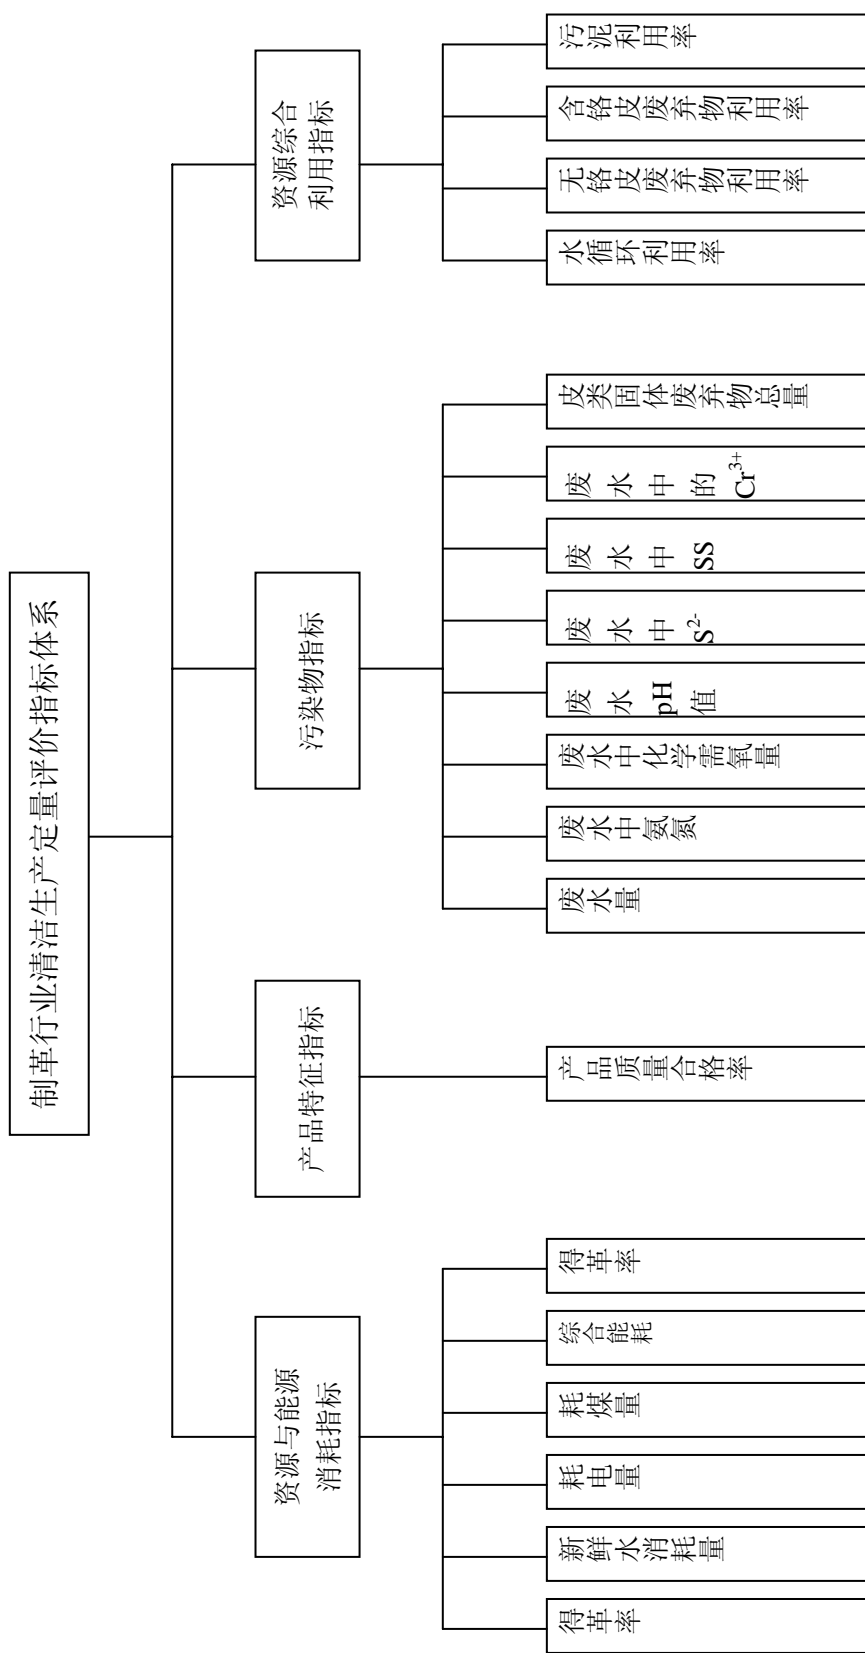 制革行业清洁生产定量评价指标体系
资源与能源
消耗指标
产品特征指标
污染物指标
资源综合
利用指标
得革率
新鲜水消耗量
耗电量
耗煤量
综合能耗
得革率
产品质量合格率
废水量
废水中氨氮
废水中化学需氧量
废水pH值
废水中S²⁻
废水中SS
废水中的Cr³⁺
皮类固体废弃物总量
水循环利用率
无铬皮废弃物利用率
含铬皮废弃物利用率
污泥利用率